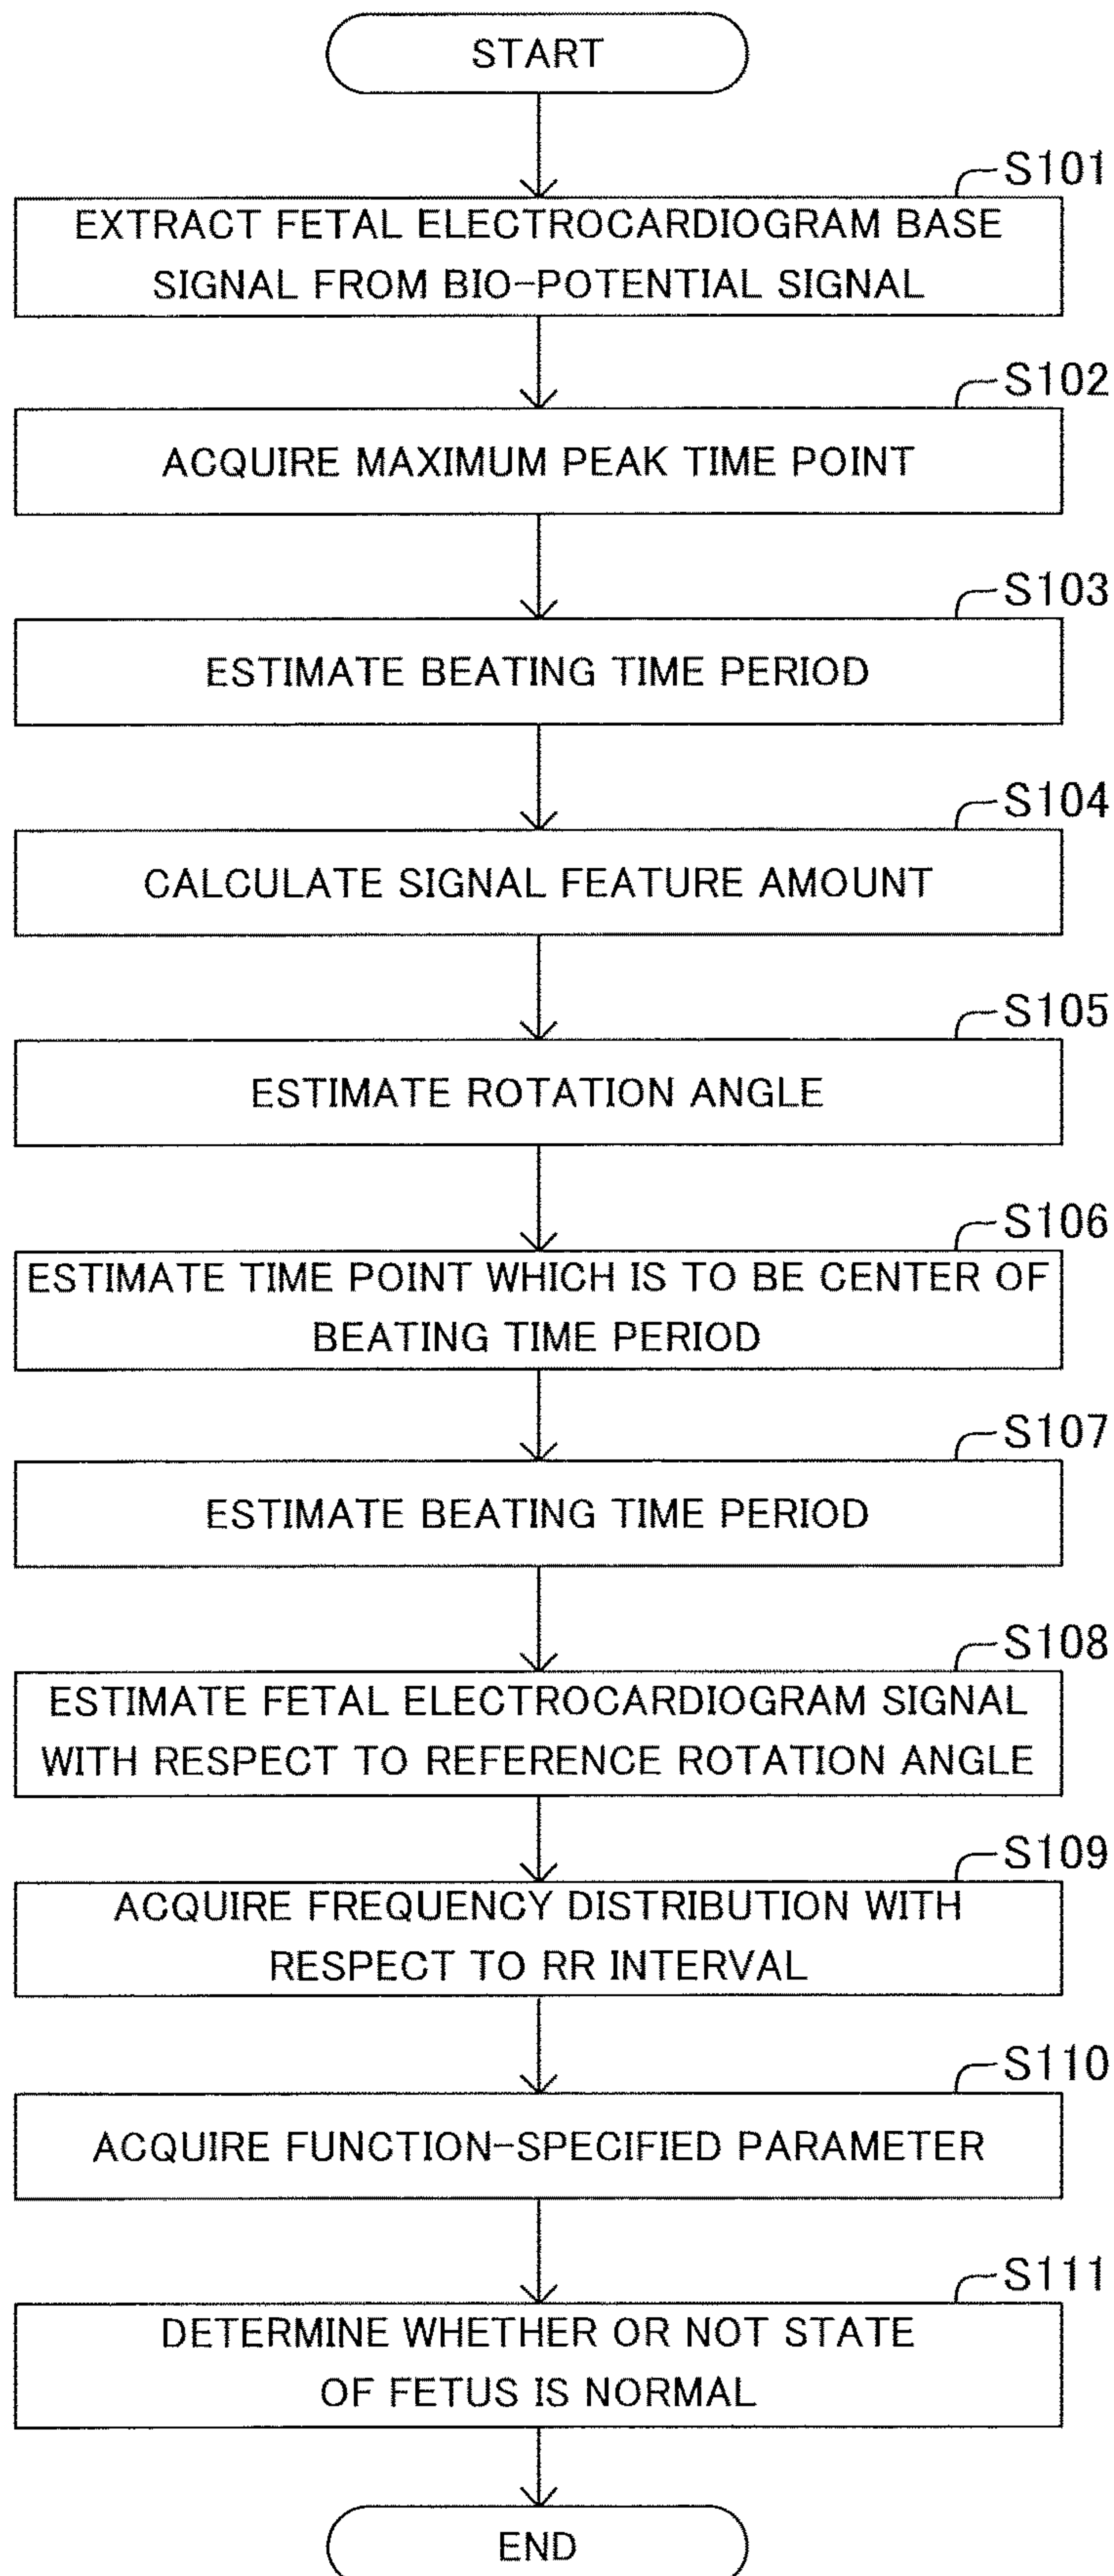 START
S101
EXTRACT FETAL ELECTROCARDIOGRAM BASE
SIGNAL FROM BIO-POTENTIAL SIGNAL
S102
ACQUIRE MAXIMUM PEAK TIME POINT
S103
ESTIMATE BEATING TIME PERIOD
S104
CALCULATE SIGNAL FEATURE AMOUNT
S105
ESTIMATE ROTATION ANGLE
S106
ESTIMATE TIME POINT WHICH IS TO BE CENTER OF
BEATING TIME PERIOD
S107
ESTIMATE BEATING TIME PERIOD
S108
ESTIMATE FETAL ELECTROCARDIOGRAM SIGNAL
WITH RESPECT TO REFERENCE ROTATION ANGLE
S109
ACQUIRE FREQUENCY DISTRIBUTION WITH
RESPECT TO RR INTERVAL
S110
ACQUIRE FUNCTION-SPECIFIED PARAMETER
S111
DETERMINE WHETHER OR NOT STATE
OF FETUS IS NORMAL
END